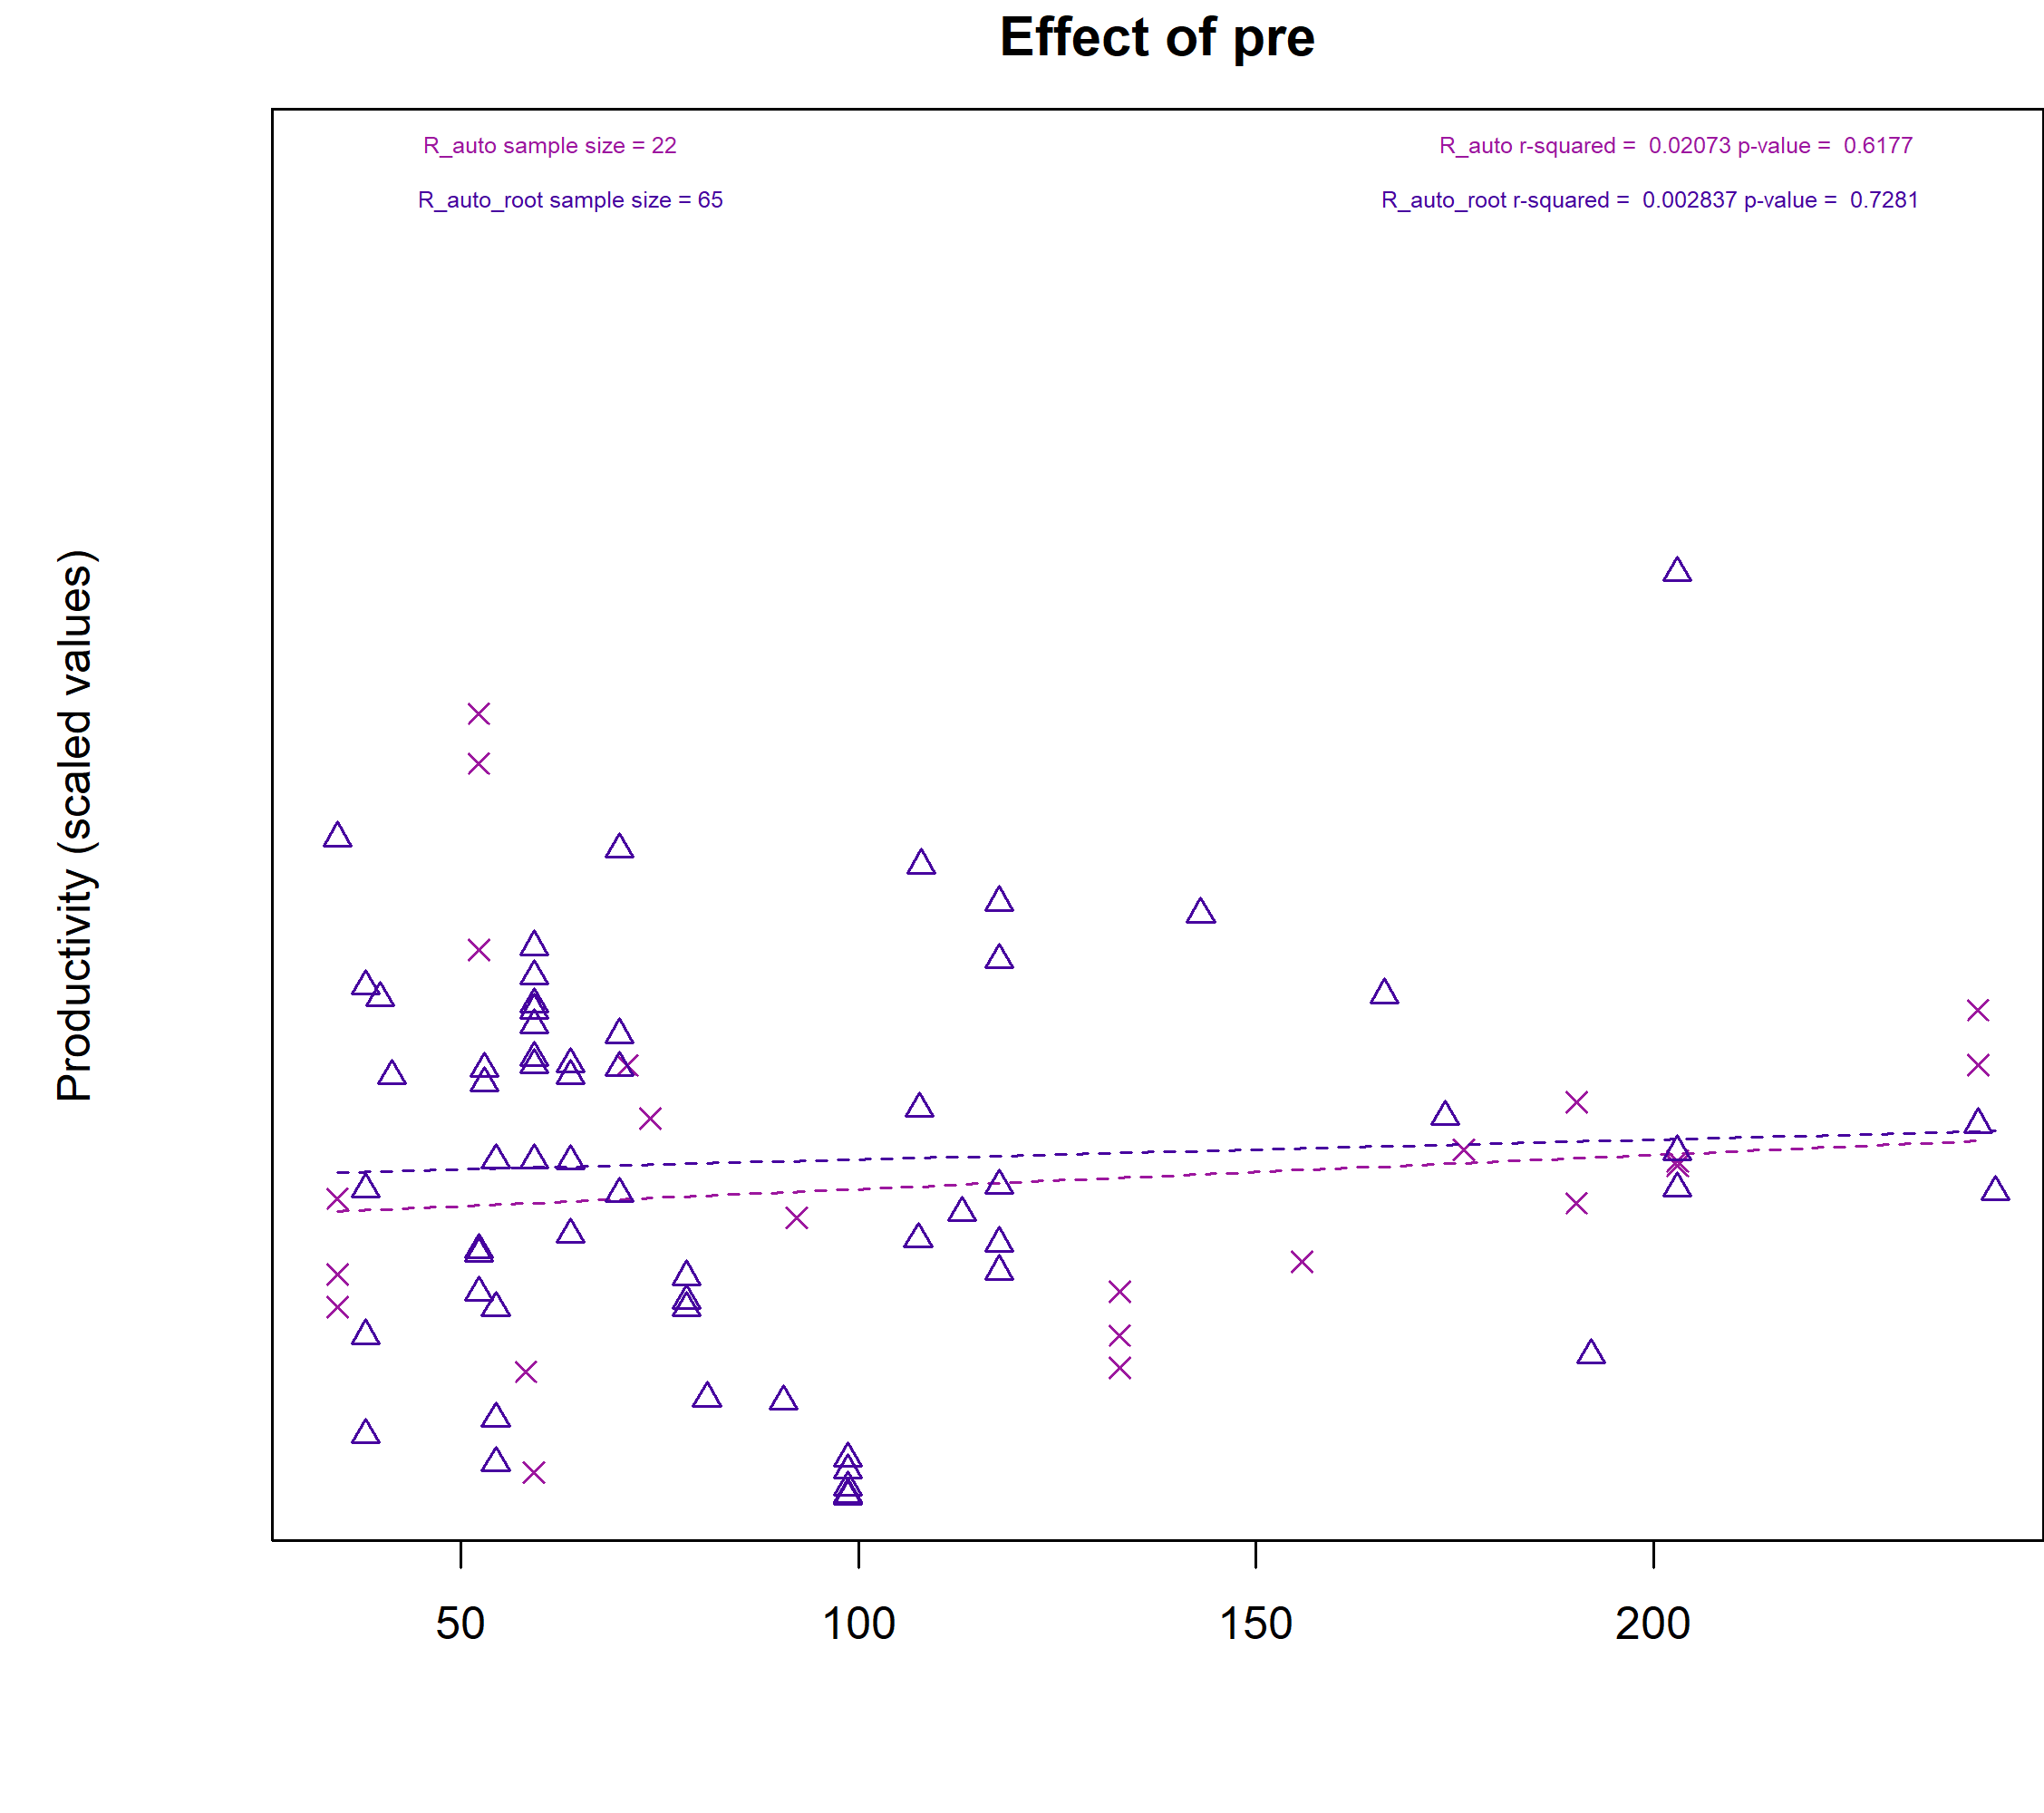 Effect of pre
R_auto sample size = 22
R_auto r-squared =  0.02073 p-value =  0.6177
R_auto_root sample size = 65
R_auto_root r-squared =  0.002837 p-value =  0.7281
Productivity (scaled values)
50
100
150
200